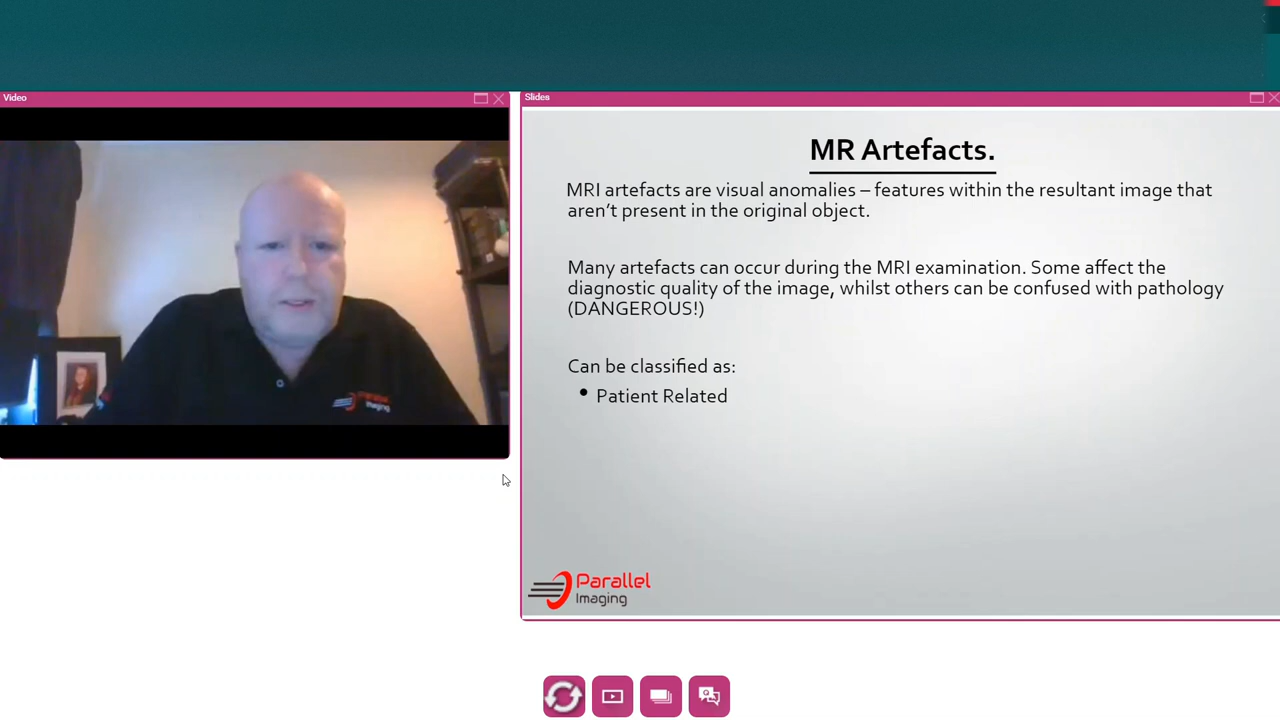 Video
Slides
MR Artefacts.
MRI artefacts are visual anomalies – features within the resultant image that
aren't present in the original object.
Many artefacts can occur during the MRI examination. Some affect the
diagnostic quality of the image, whilst others can be confused with pathology
(DANGEROUS!)
Can be classified as:
• Patient Related
Parallel
Imaging
Parallel
Imaging